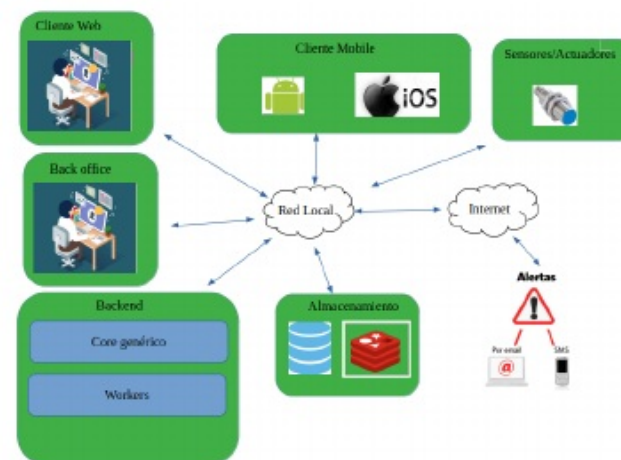 Cliente Web
Cliente Mobile
iOS
Sensores/Actuadores
Back office
Red Local
Internet
Backend
Core genérico
Workers
Almacenamiento
Alertas
Por email
SMS
@